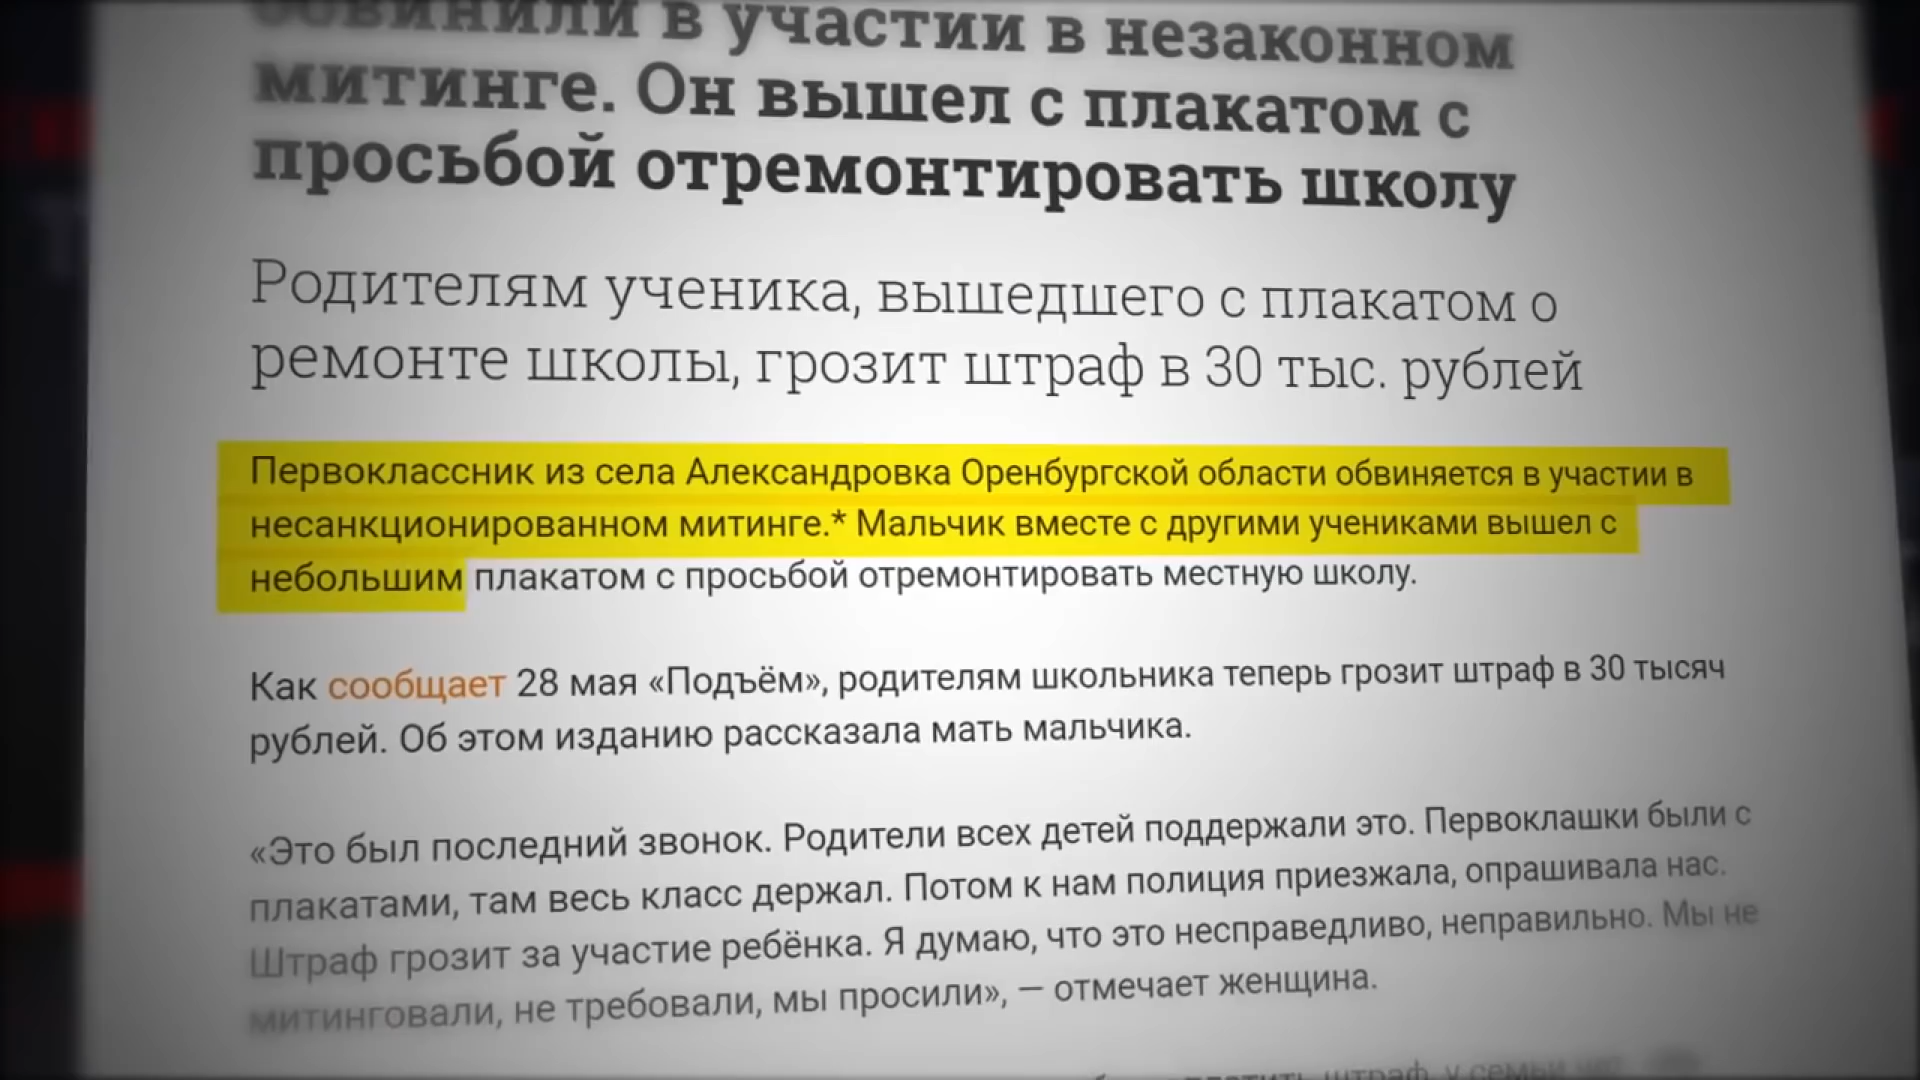 обвинили в участии в незаконном
митинге. Он вышел с плакатом с
просьбой отремонтировать школу
Родителям ученика, вышедшего с плакатом о
ремонте школы, грозит штраф в 30 тыс. рублей
Первоклассник из села Александровка Оренбургской области обвиняется в участии в
несанкционированном митинге.* Мальчик вместе с другими учениками вышел с
небольшим плакатом с просьбой отремонтировать местную школу.
Как сообщает 28 мая «Подъём», родителям школьника теперь грозит штраф в 30 тысяч
рублей. Об этом изданию рассказала мать мальчика.
«Это был последний звонок. Родители всех детей поддержали это. Первоклашки были с
плакатами, там весь класс держал. Потом к нам полиция приезжала, опрашивала нас.
Штраф грозит за участие ребёнка. Я думаю, что это несправедливо, неправильно. Мы не
митинговали, не требовали, мы просили», — отмечает женщина.
штраф, у семьи